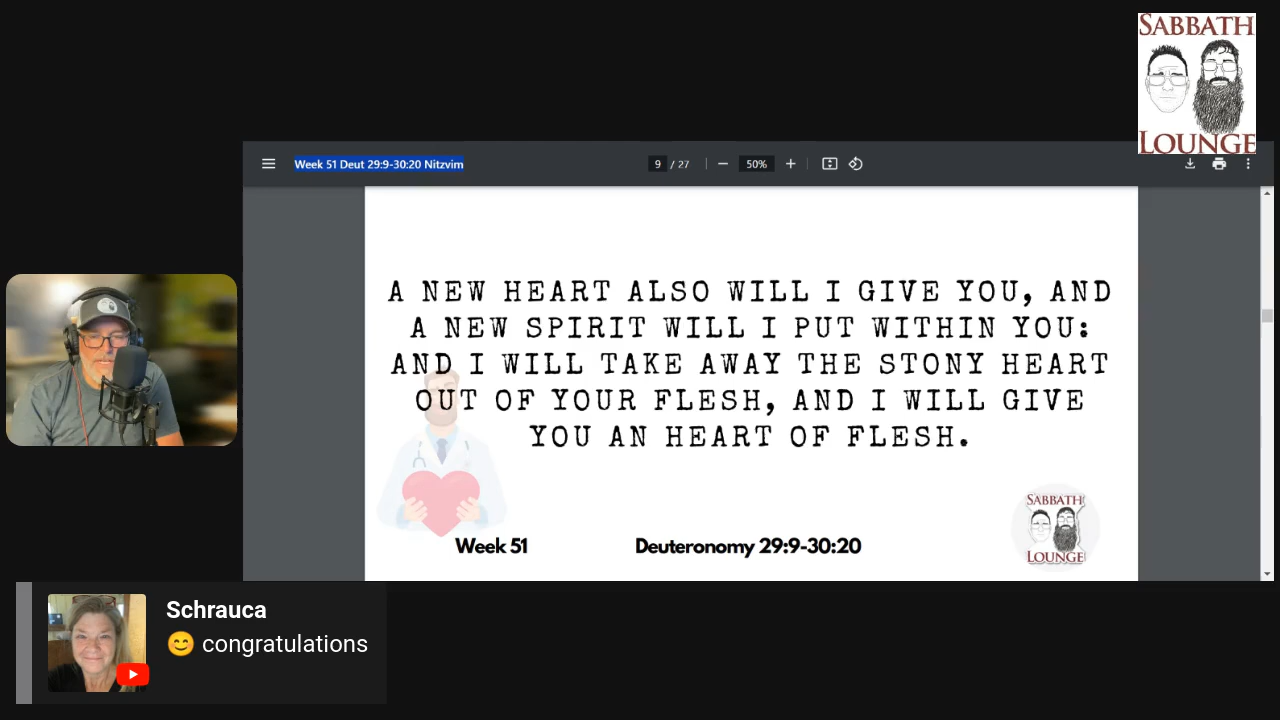 SABBATH
LOUNGE
Week 51 Deut 29:9-30:20 Nitzvim
9 / 27
50%
A NEW HEART ALSO WILL I GIVE YOU, AND
A NEW SPIRIT WILL I PUT WITHIN YOU:
AND I WILL TAKE AWAY THE STONY HEART
OUT OF YOUR FLESH, AND I WILL GIVE
YOU AN HEART OF FLESH.
Week 51
Deuteronomy 29:9-30:20
SABBATH
LOUNGE
Schrauca
😊 congratulations